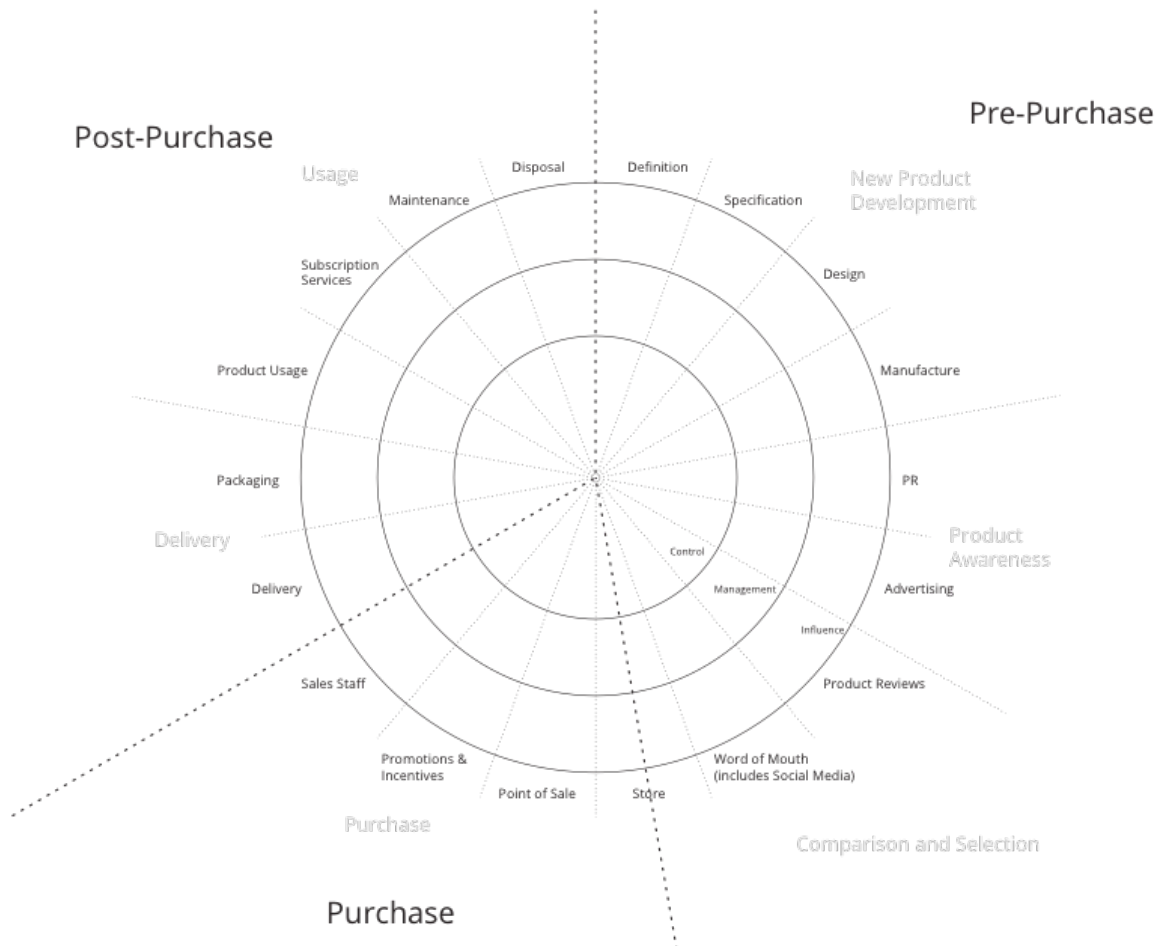 Pre-Purchase
Post-Purchase
Disposal
Definition
Usage
New Product
Development
Maintenance
Specification
Subscription
Services
Design
Product Usage
Manufacture
Packaging
PR
Delivery
Product
Awareness
Control
Delivery
Management
Advertising
Influence
Sales Staff
Product Reviews
Promotions &
Incentives
Word of Mouth
(includes Social Media)
Point of Sale
Store
Purchase
Comparison and Selection
Purchase